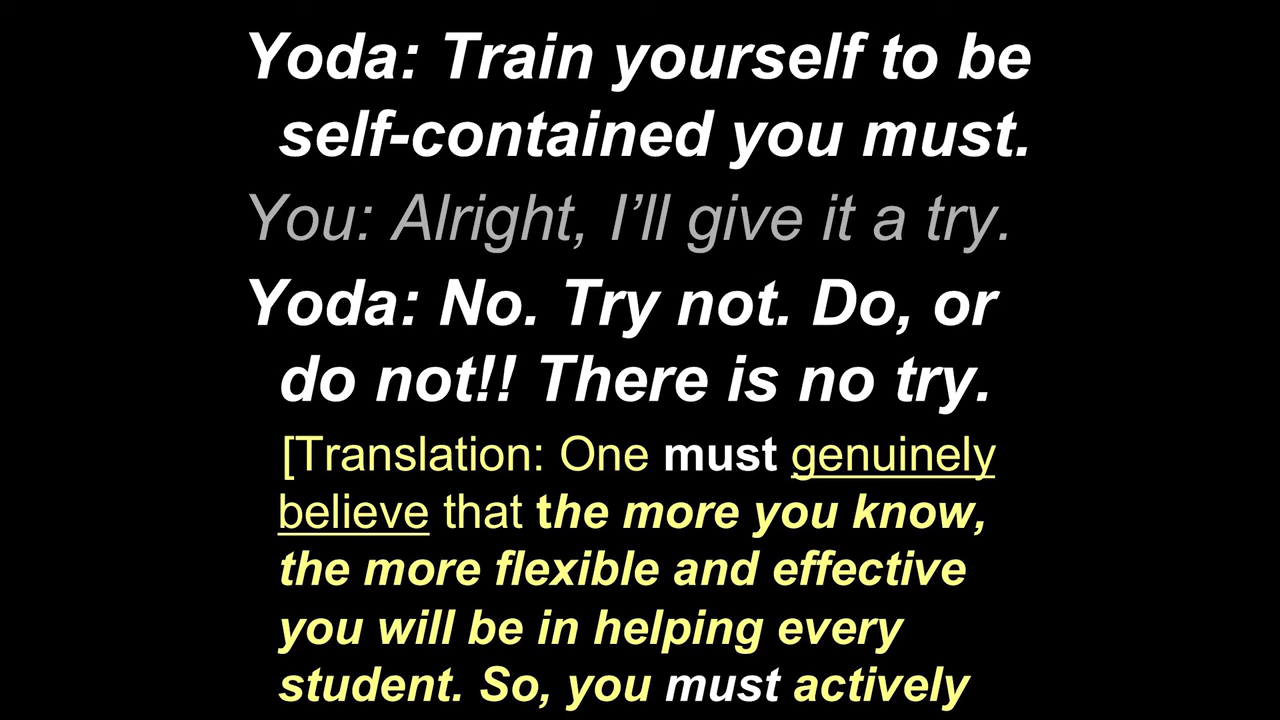 Yoda: Train yourself to be
self-contained you must.
You: Alright, I’ll give it a try.
Yoda: No. Try not. Do, or
do not!! There is no try.
[Translation: One must genuinely
believe that the more you know,
the more flexible and effective
you will be in helping every
student. So, you must actively